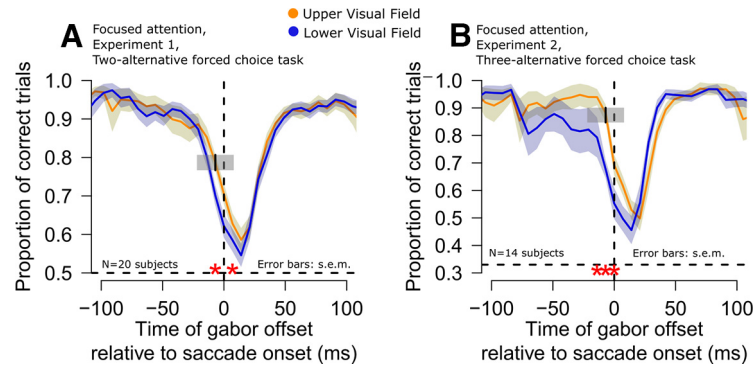 Upper Visual Field
Lower Visual Field
A
Focused attention,
Experiment 1,
Two-alternative forced choice task
Proportion of correct trials
1.0
0.9
0.8
0.7
0.6
0.5
N=20 subjects
Error bars: s.e.m.
* *
−100
−50
0
50
100
Time of gabor offset
relative to saccade onset (ms)
B
Focused attention,
Experiment 2,
Three-alternative forced choice task
Proportion of correct trials
1.0
0.9
0.8
0.7
0.6
0.5
0.4
0.3
N=14 subjects
Error bars: s.e.m.
***
−100
−50
0
50
100
Time of gabor offset
relative to saccade onset (ms)